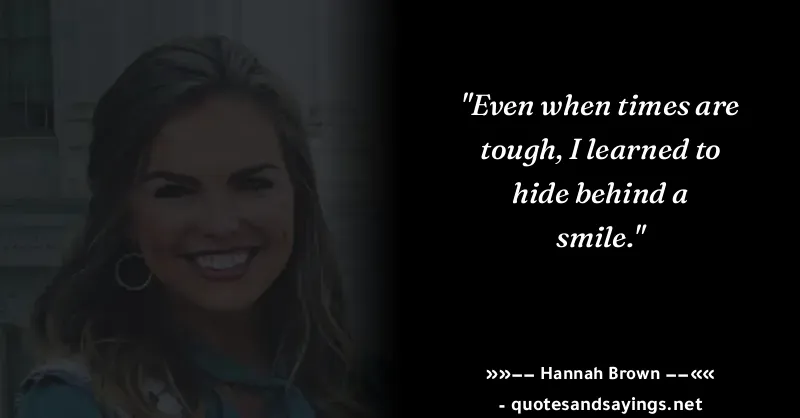 "Even when times are
tough, I learned to
hide behind a
smile."
»»−− Hannah Brown −−««
- quotesandsayings.net